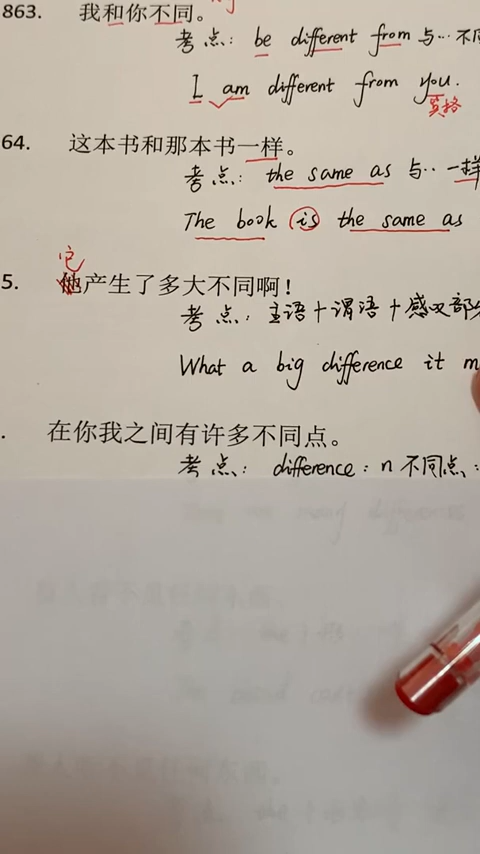 863. 我和你不同。
考点: be different from 与…不同
I am different from you.
宾格
64. 这本书和那本书一样。
考点: the same as 与…一样
The book is the same as
它
5. 他产生了多大不同啊!
考点: 主语+谓语+感叹部分
What a big difference it m
. 在你我之间有许多不同点。
考点: difference: n 不同点: